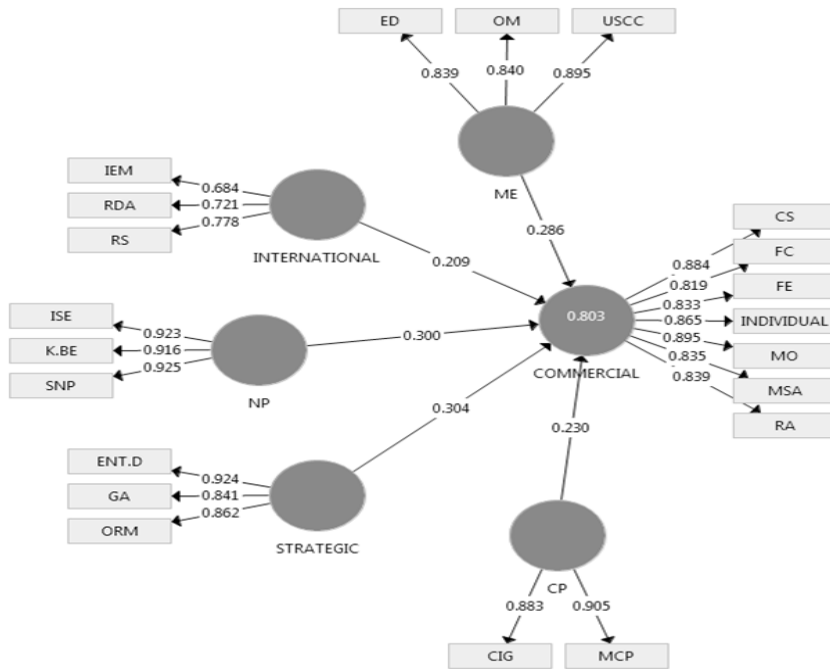 ED OM USCC
0.839 0.840 0.895
ME
IEM
RDA
RS
0.684
0.721
0.778
INTERNATIONAL
0.286
0.209
ISE
K.BE
SNP
0.923
0.916
0.925
NP
0.300
ENT.D
GA
ORM
0.924
0.841
0.862
STRATEGIC
0.304
0.803
COMMERCIAL
0.884
0.819
0.833
0.865
0.895
0.835
0.839
CS
FC
FE
INDIVIDUAL
MO
MSA
RA
0.230
CP
0.883 0.905
CIG MCP